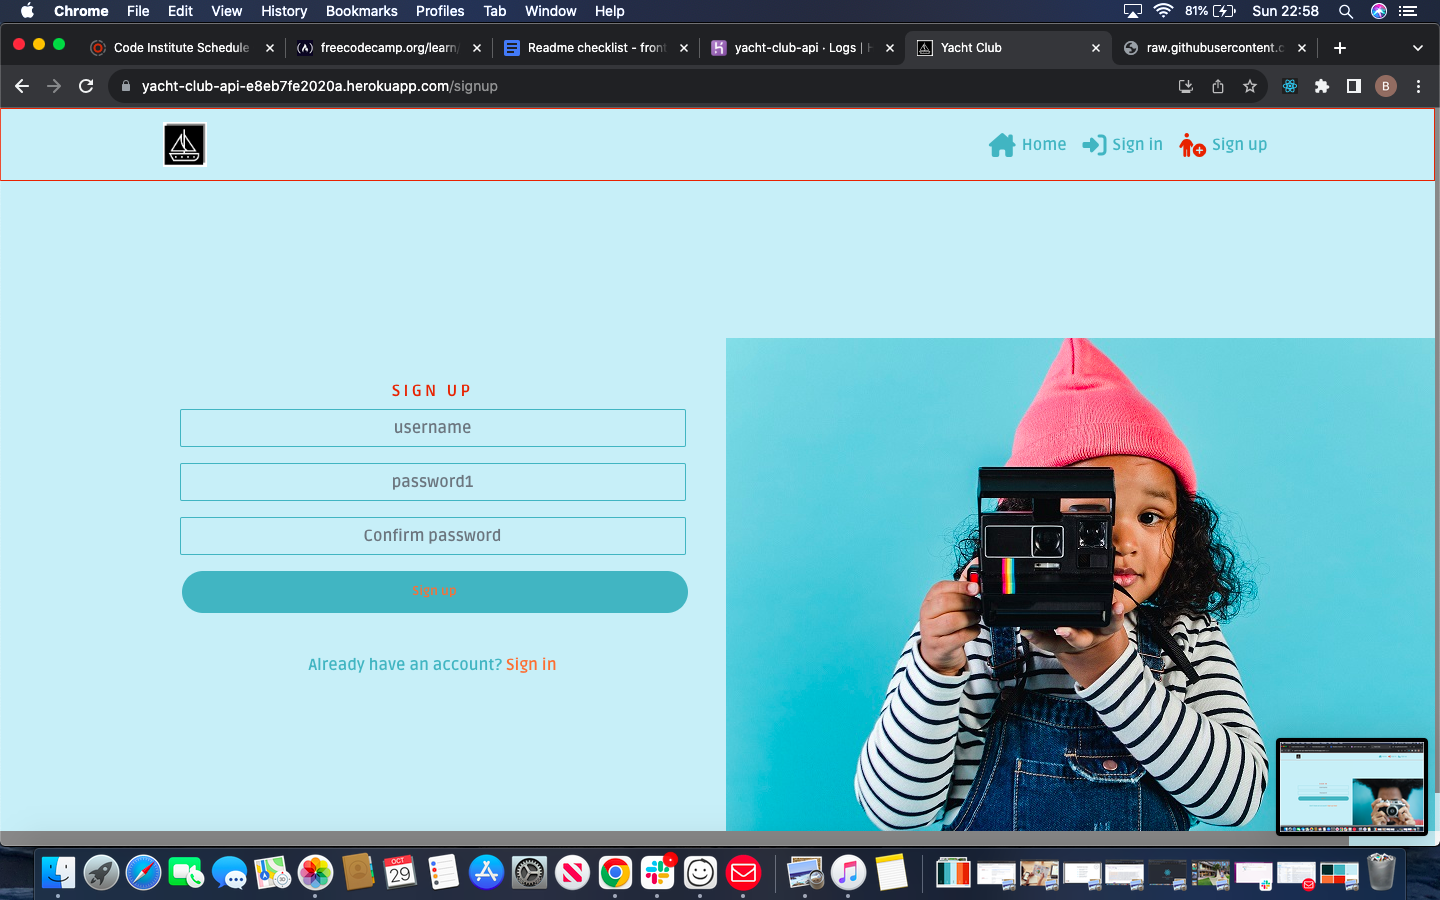 Chrome File Edit View History Bookmarks Profiles Tab Window Help 81% Sun 22:58
Code Institute Schedule freecodecamp.org/learn/ Readme checklist - front yacht-club-api · Logs | H Yacht Club raw.githubusercontent.c
yacht-club-api-e8eb7fe2020a.herokuapp.com/signup B
Home Sign in Sign up
SIGN UP
username
password1
Confirm password
Sign up
Already have an account? Sign in
OCT
29